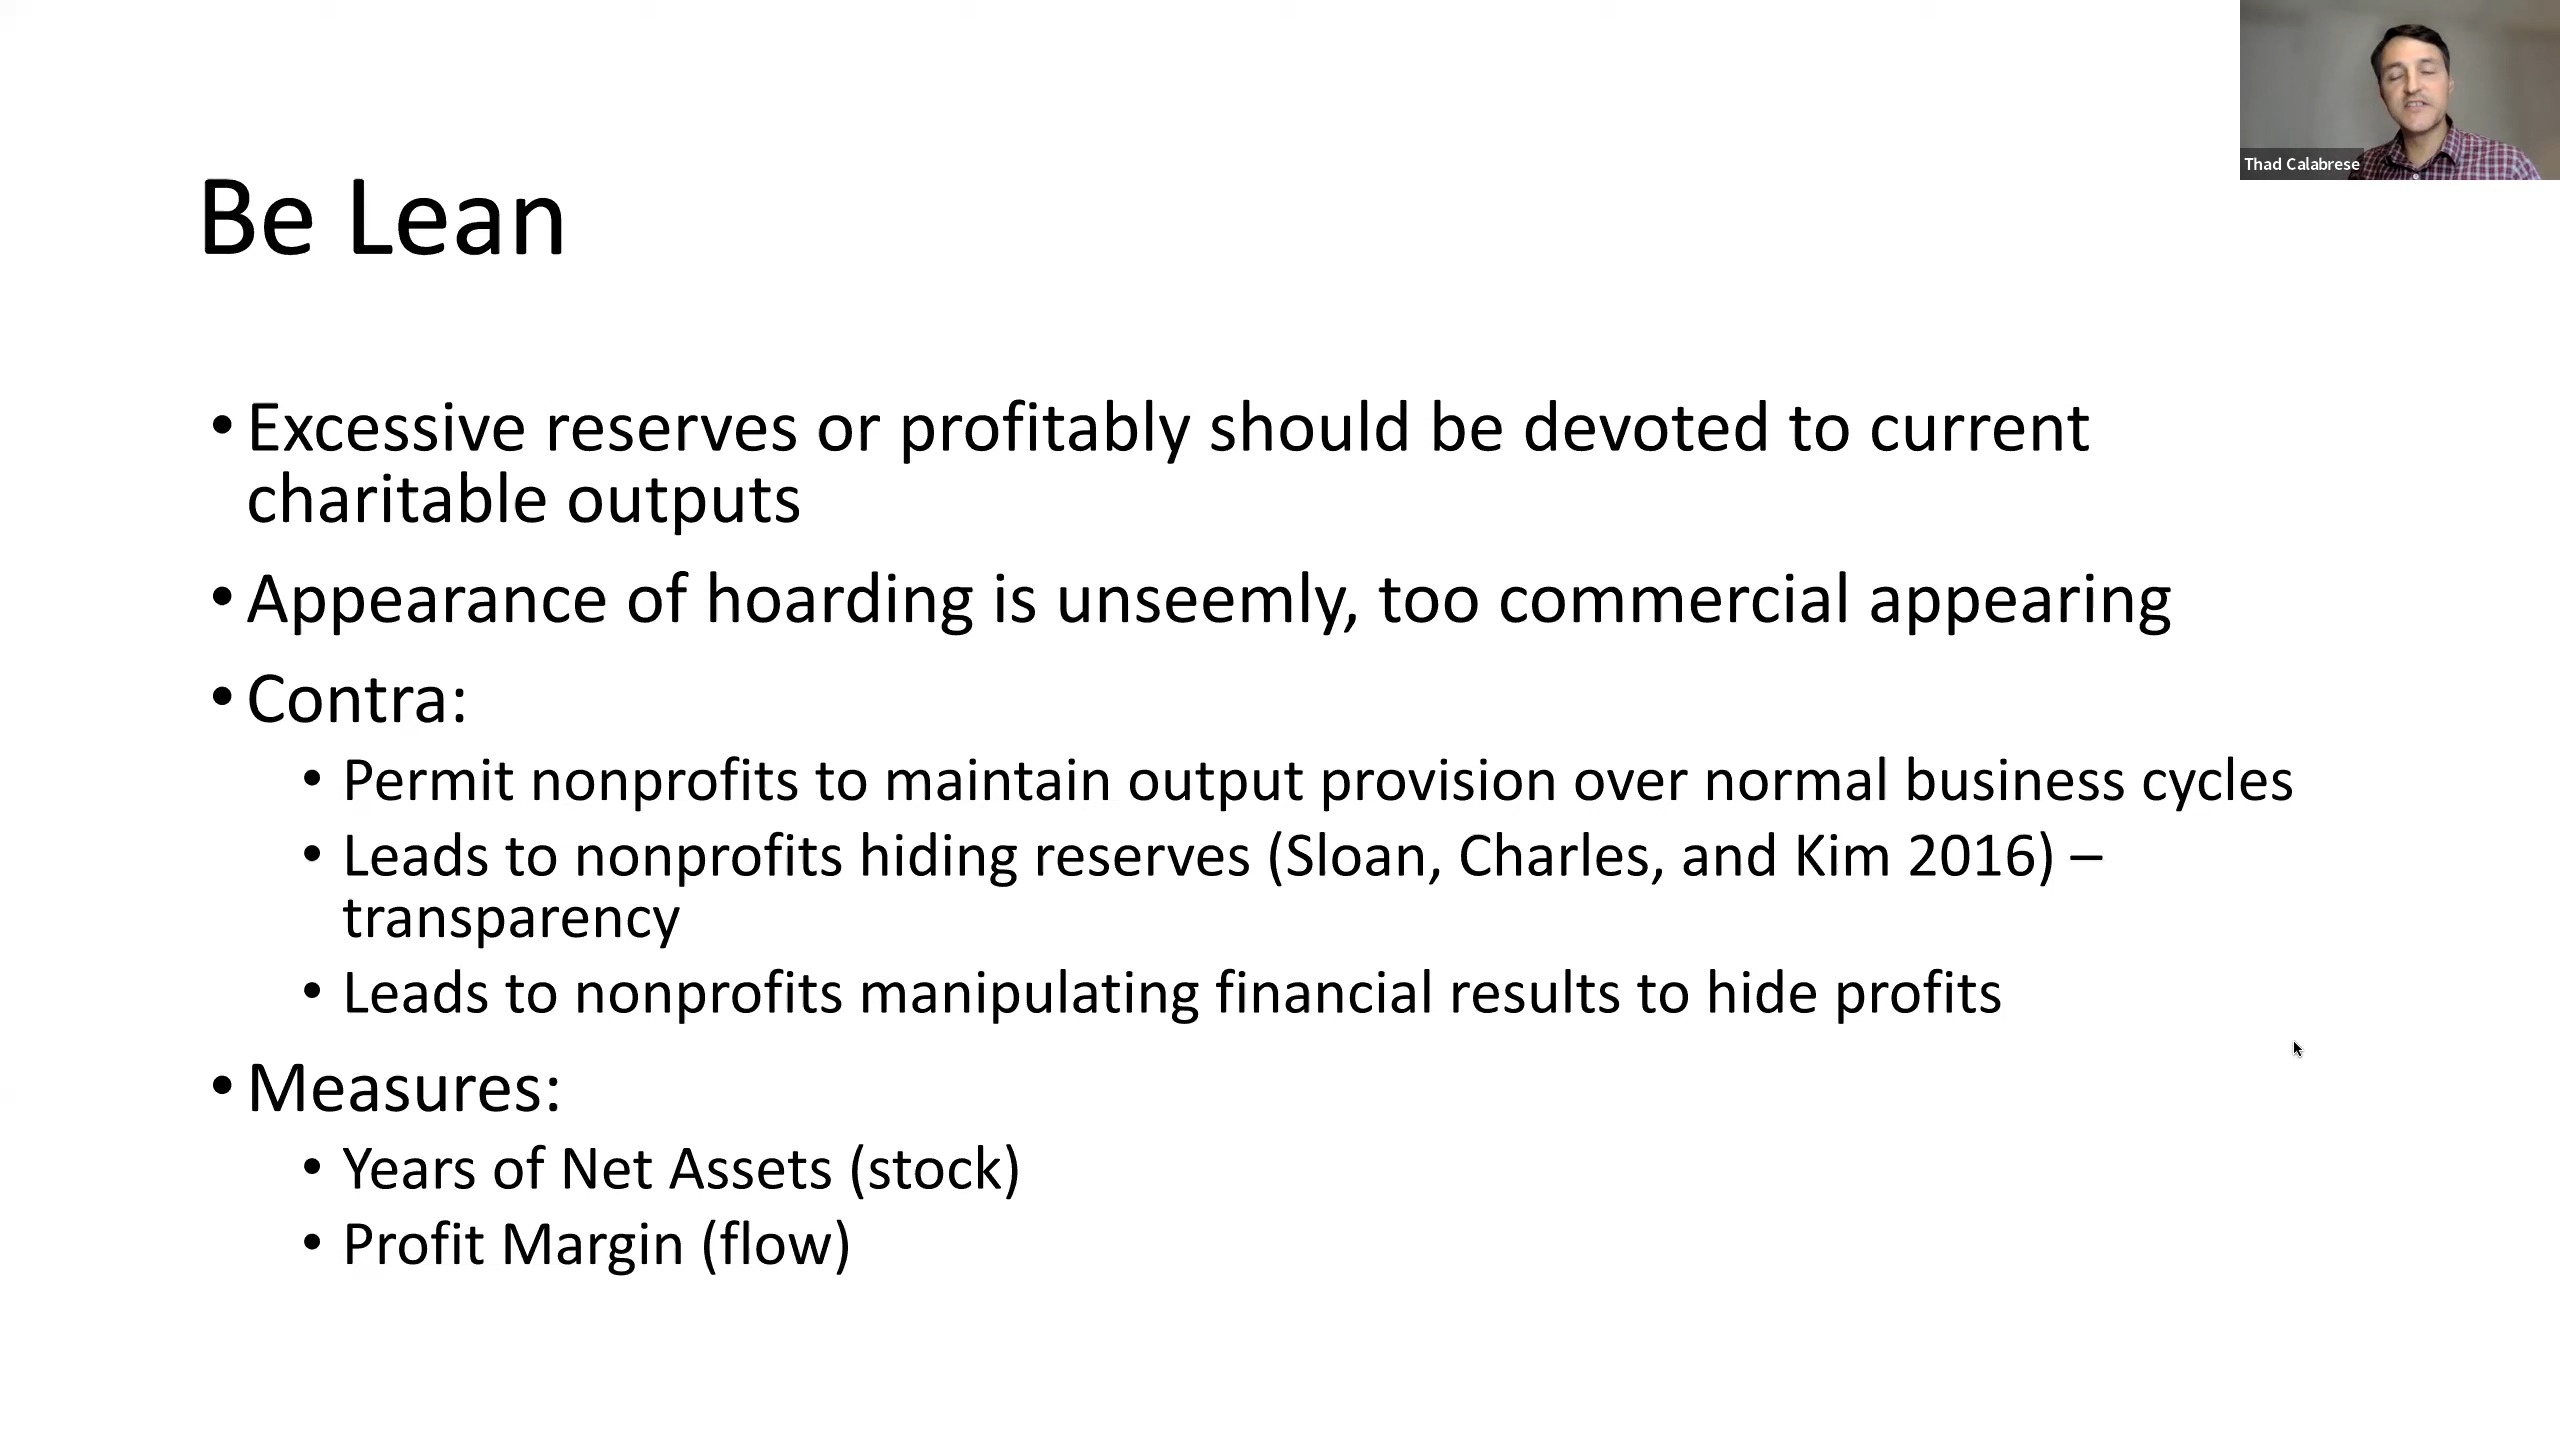 Thad Calabrese
Be Lean
• Excessive reserves or profitably should be devoted to current
charitable outputs
• Appearance of hoarding is unseemly, too commercial appearing
• Contra:
• Permit nonprofits to maintain output provision over normal business cycles
• Leads to nonprofits hiding reserves (Sloan, Charles, and Kim 2016) –
transparency
• Leads to nonprofits manipulating financial results to hide profits
• Measures:
• Years of Net Assets (stock)
• Profit Margin (flow)